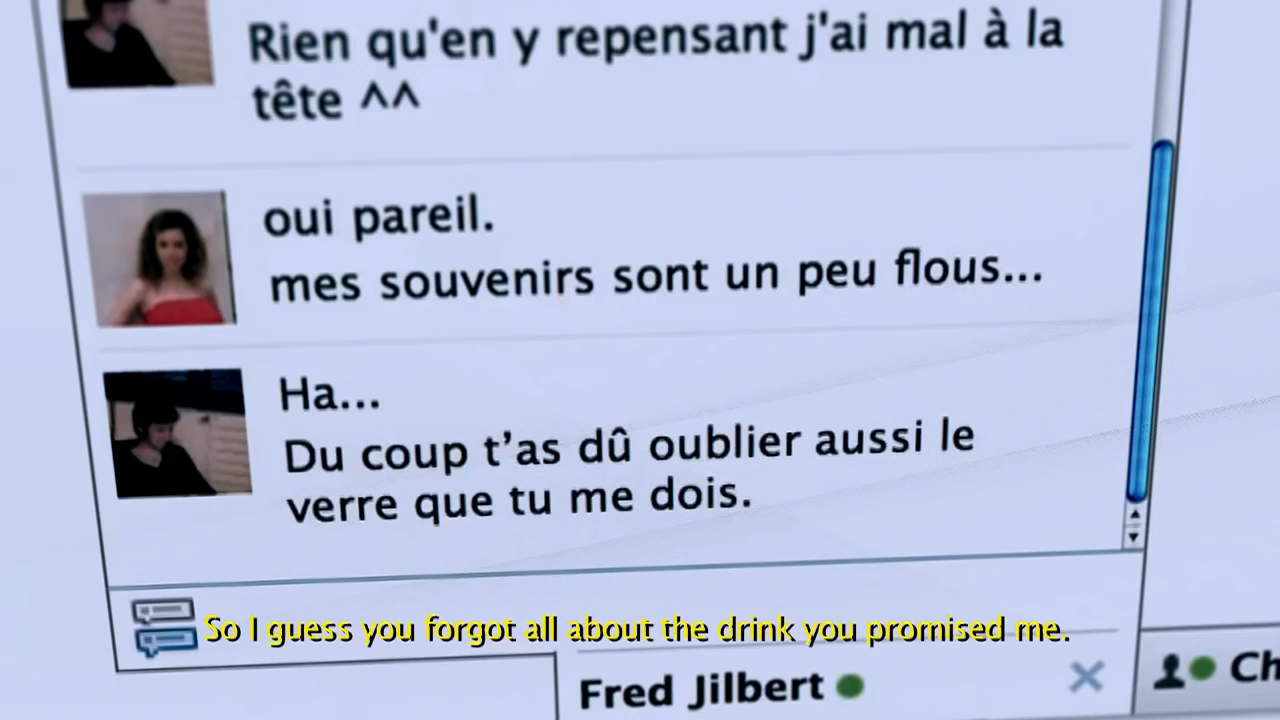 Rien qu'en y repensant j'ai mal à la
tête ^^
oui pareil.
mes souvenirs sont un peu flous...
Ha...
Du coup t'as dû oublier aussi le
verre que tu me dois.
So I guess you forgot all about the drink you promised me.
Fred Jilbert
Ch